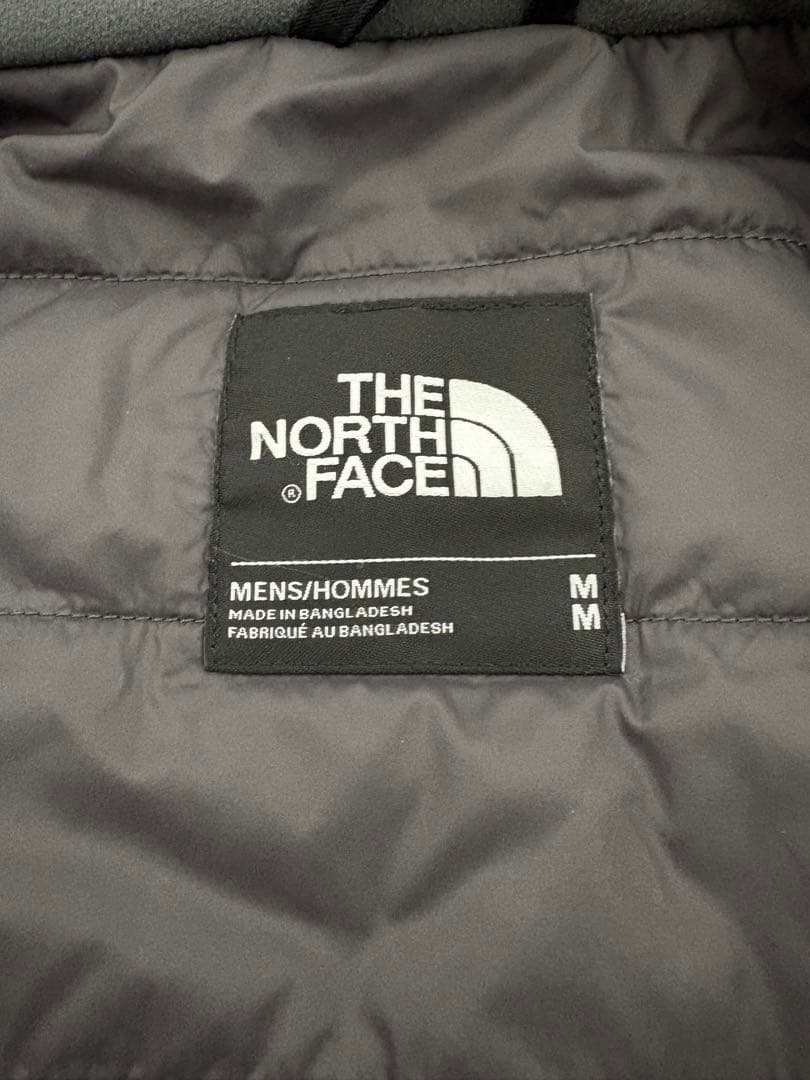 THE
NORTH
® FACE
MENS/HOMMES M
MADE IN BANGLADESH
FABRIQUÉ AU BANGLADESH M